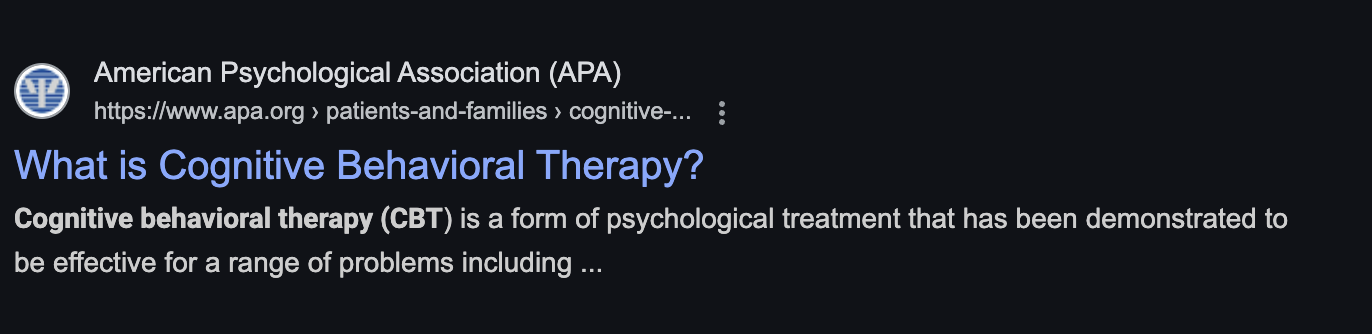 American Psychological Association (APA)
https://www.apa.org › patients-and-families › cognitive-...
What is Cognitive Behavioral Therapy?
Cognitive behavioral therapy (CBT) is a form of psychological treatment that has been demonstrated to
be effective for a range of problems including ...